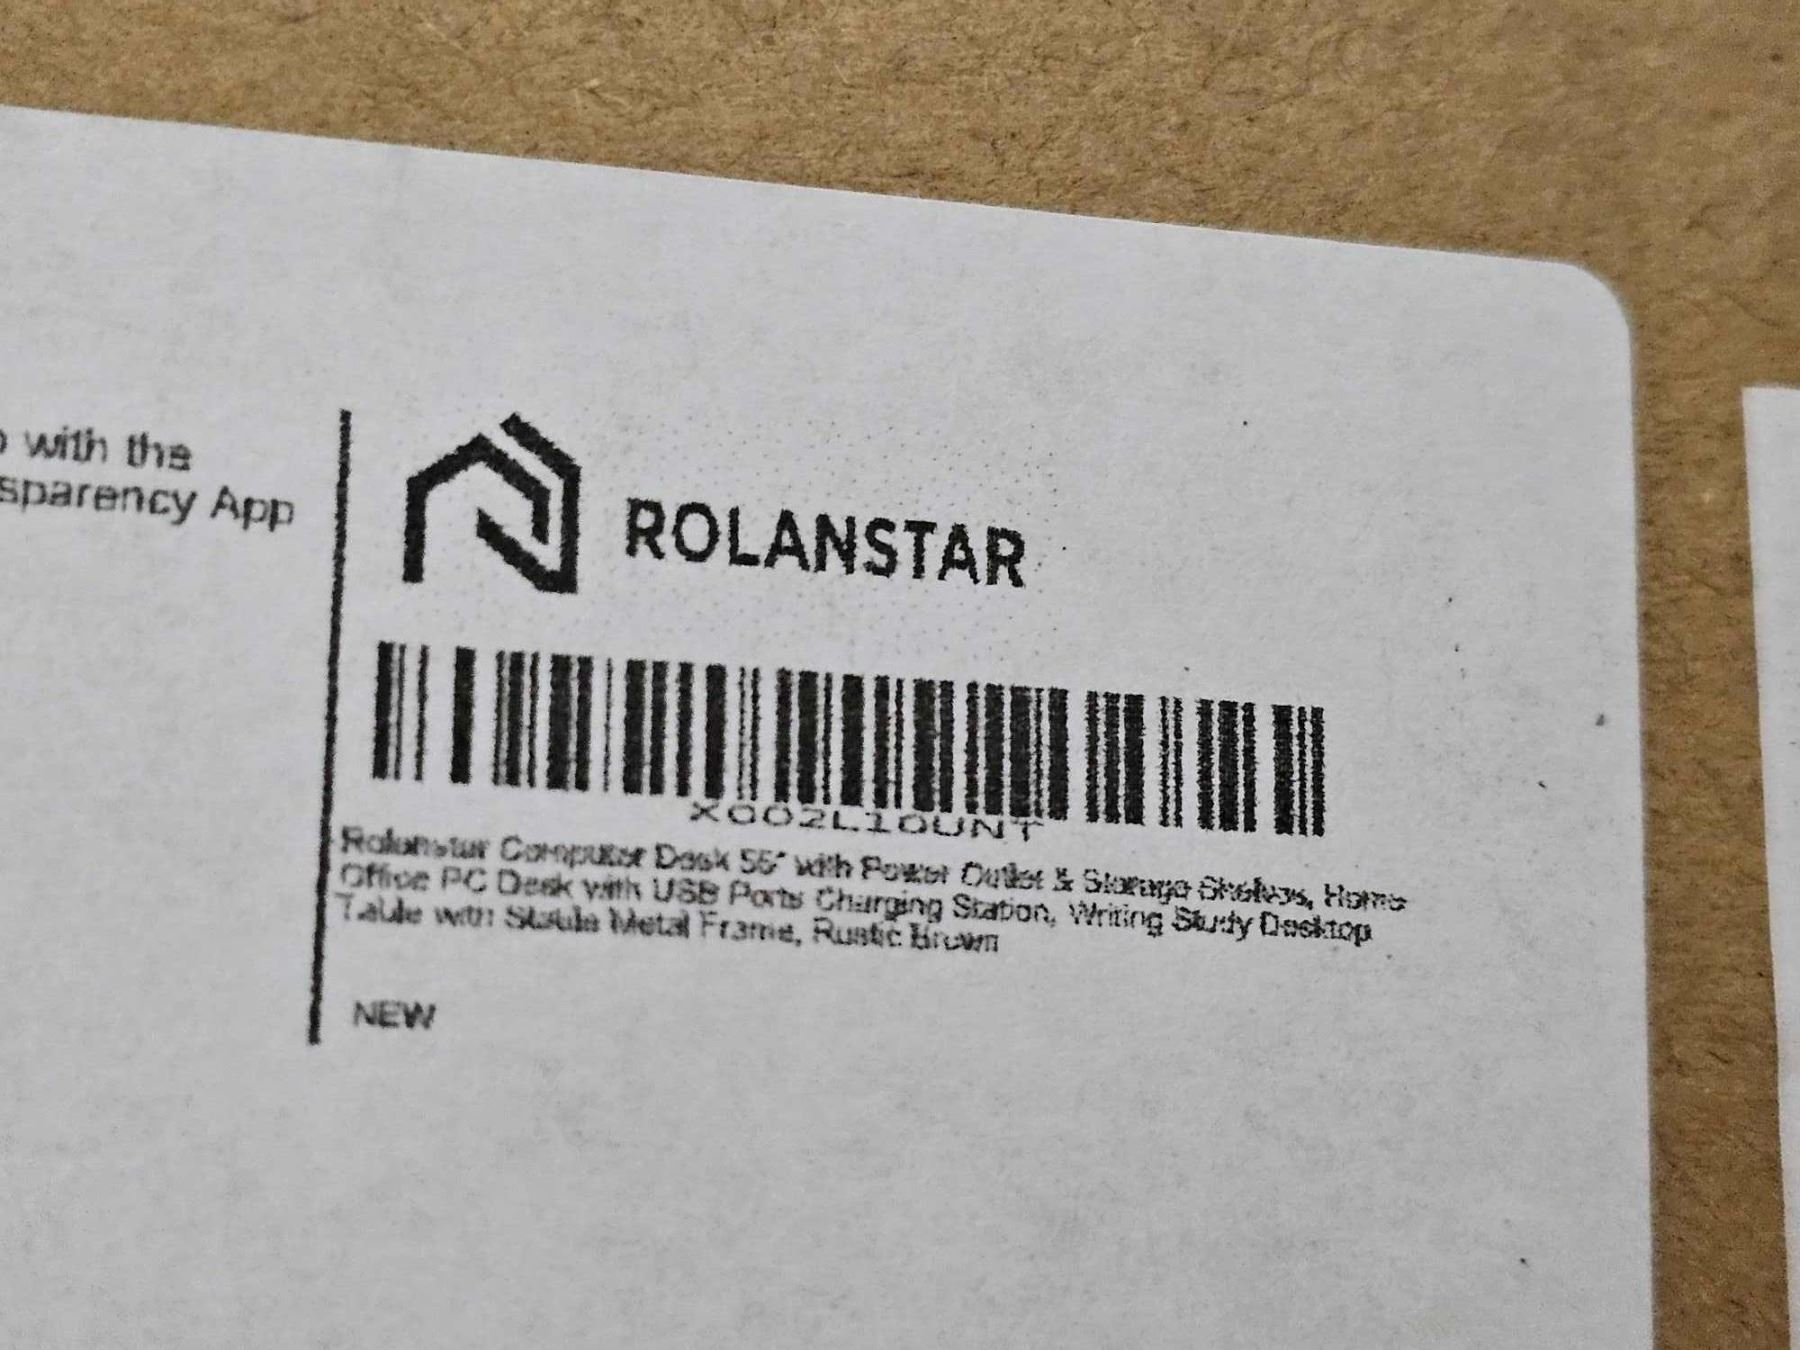 with the
sparency App
ROLANSTAR
X002L10UNT
Rolanstar Computer Desk 55" with Power Outlet & Storage Shelves, Home
Office PC Desk with USB Ports Charging Station, Writing Study Desktop
Table with Stable Metal Frame, Rustic Brown
NEW